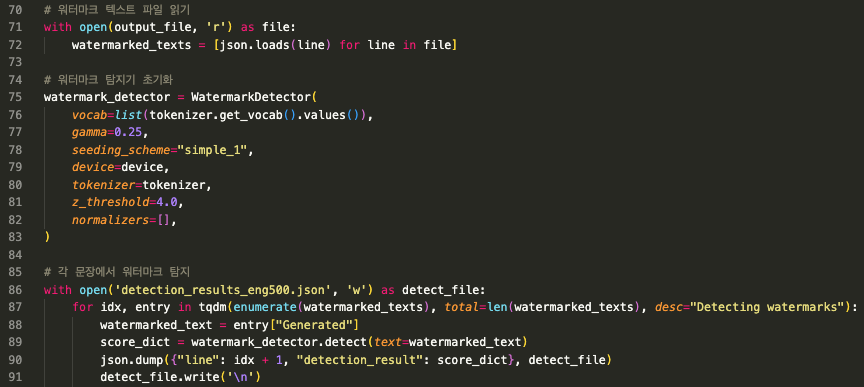 70 # 워터마크 텍스트 파일 읽기
71 with open(output_file, 'r') as file:
72     watermarked_texts = [json.loads(line) for line in file]
73
74 # 워터마크 탐지기 초기화
75 watermark_detector = WatermarkDetector(
76     vocab=list(tokenizer.get_vocab().values()),
77     gamma=0.25,
78     seeding_scheme="simple_1",
79     device=device,
80     tokenizer=tokenizer,
81     z_threshold=4.0,
82     normalizers=[],
83 )
84
85 # 각 문장에서 워터마크 탐지
86 with open('detection_results_eng500.json', 'w') as detect_file:
87     for idx, entry in tqdm(enumerate(watermarked_texts), total=len(watermarked_texts), desc="Detecting watermarks"):
88         watermarked_text = entry["Generated"]
89         score_dict = watermark_detector.detect(text=watermarked_text)
90         json.dump({"line": idx + 1, "detection_result": score_dict}, detect_file)
91         detect_file.write('\n')